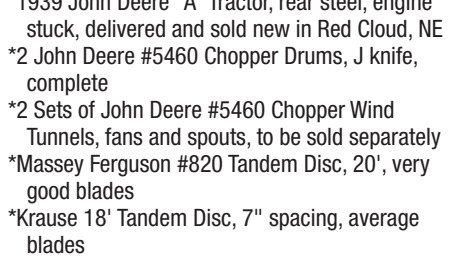 1939 John Deere "A" Tractor, rear steel, engine
stuck, delivered and sold new in Red Cloud, NE
*2 John Deere #5460 Chopper Drums, J knife,
complete
*2 Sets of John Deere #5460 Chopper Wind
Tunnels, fans and spouts, to be sold separately
*Massey Ferguson #820 Tandem Disc, 20', very
good blades
*Krause 18' Tandem Disc, 7" spacing, average
blades